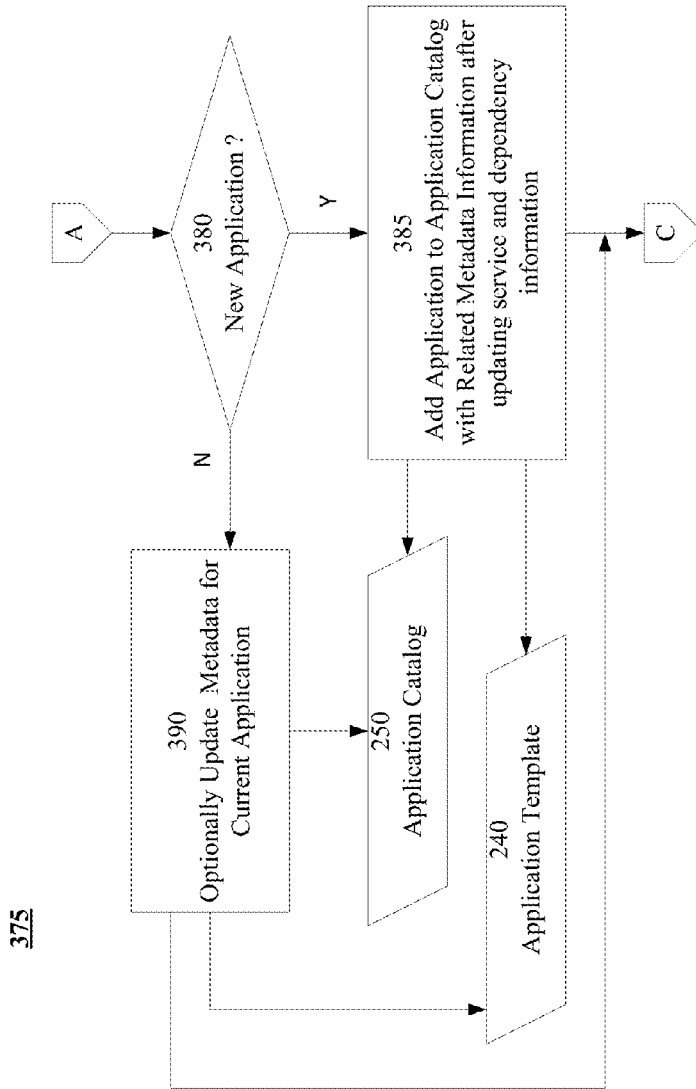 375
A
380
New Application ?
N
Y
390
Optionally Update Metadata for
Current Application
385
Add Application to Application Catalog
with Related Metadata Information after
updating service and dependency
information
250
Application Catalog
240
Application Template
C